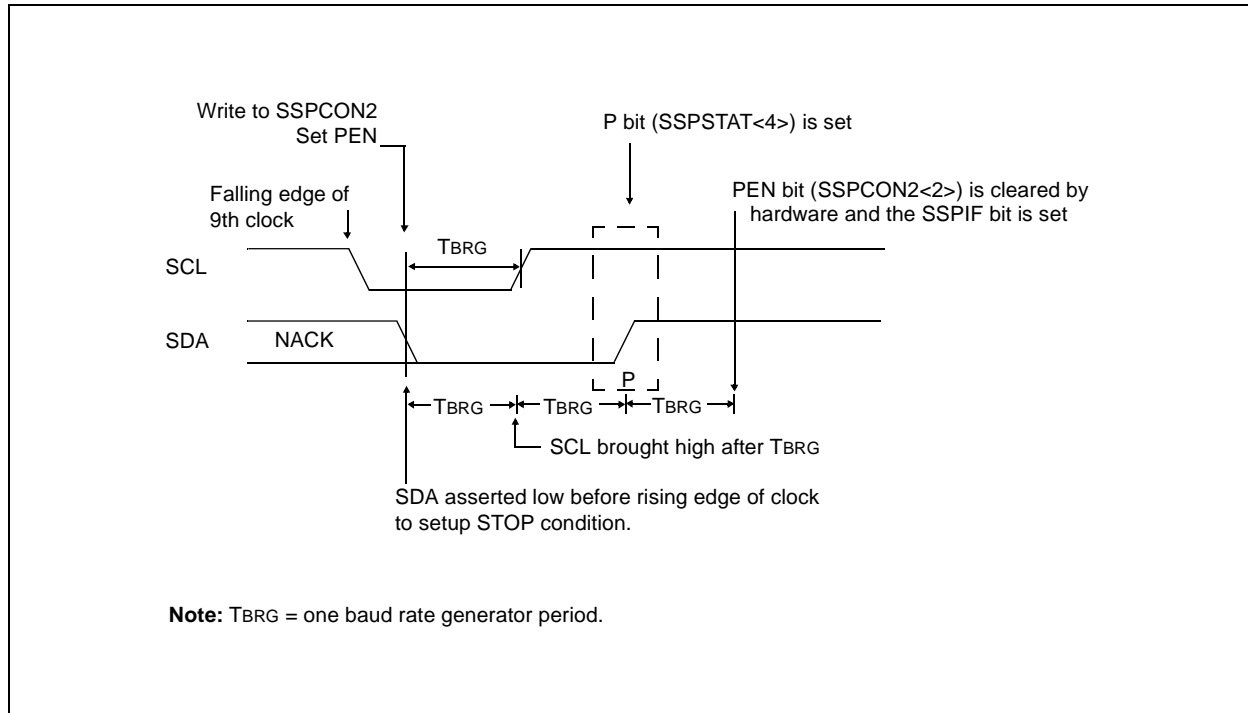 Write to SSPCON2
Set PEN
P bit (SSPSTAT<4>) is set
Falling edge of
9th clock
PEN bit (SSPCON2<2>) is cleared by
hardware and the SSPIF bit is set
TBRG
SCL
SDA
NACK
P
TBRG
TBRG
TBRG
SCL brought high after TBRG
SDA asserted low before rising edge of clock
to setup STOP condition.
Note: TBRG = one baud rate generator period.